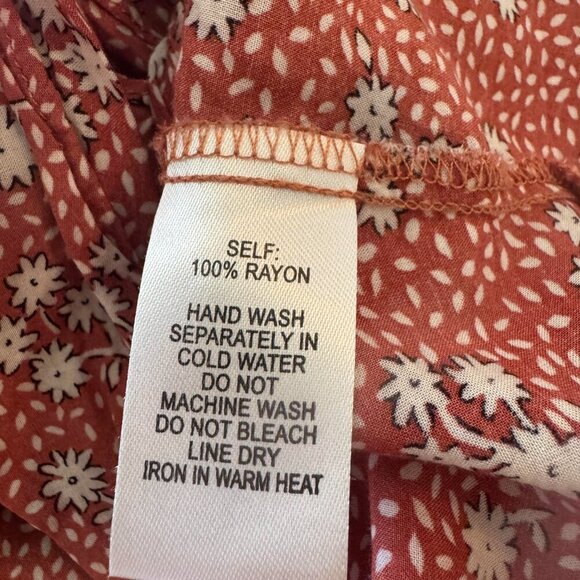 SELF:
100% RAYON
HAND WASH
SEPARATELY IN
COLD WATER
DO NOT
MACHINE WASH
DO NOT BLEACH
LINE DRY
IRON IN WARM HEAT